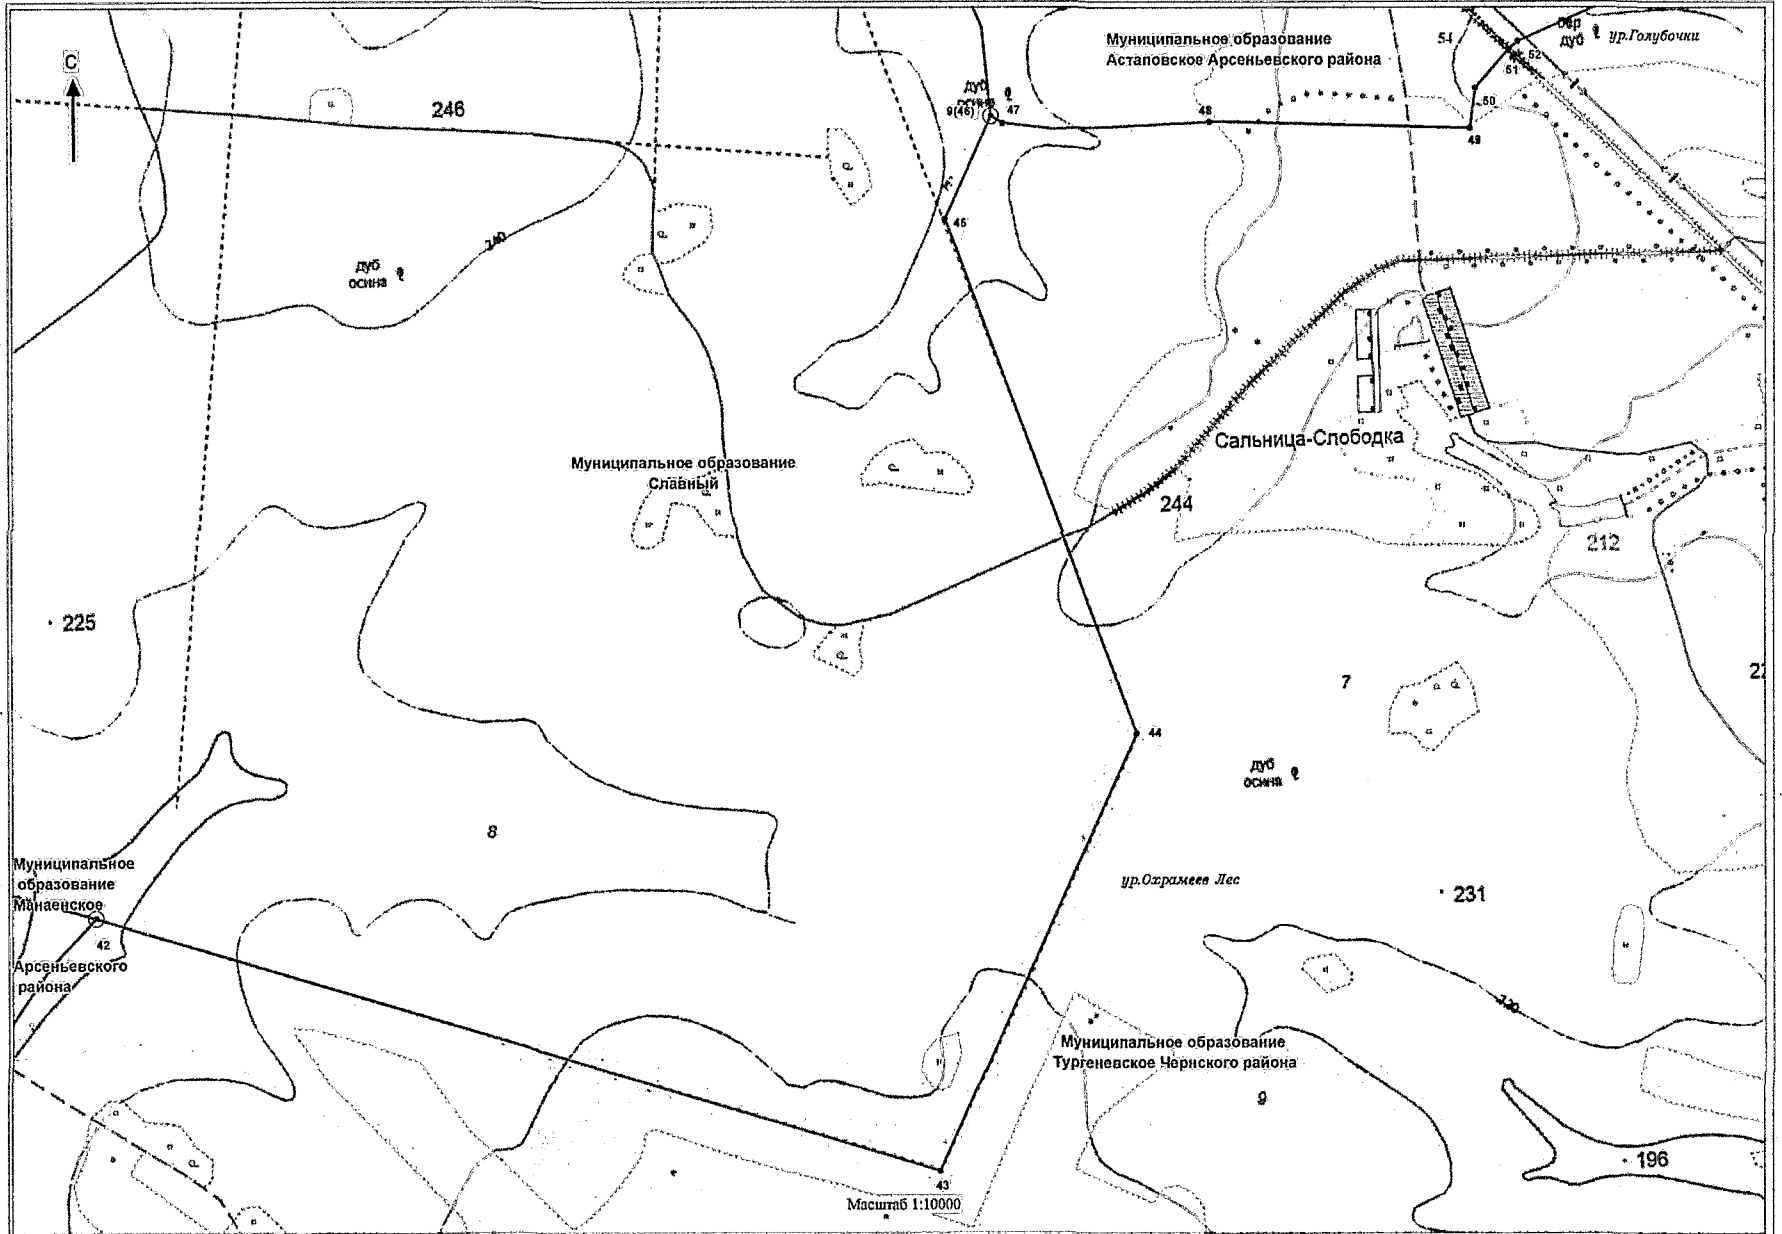 С
Муниципальное образование
Астаповское Арсеньевского района
54
бер
дуб
ур.Голубочки
52
51
50
49
48
47
дуб
осина
9(46)
246
45
240
дуб
осина
Муниципальное образование
Славный
Сальница-Слободка
244
212
225
22
7
44
дуб
осина
8
ур.Охрамеев Лес
231
Муниципальное
образование
Манаенское
42
Арсеньевского
района
Муниципальное образование
Тургеневское Чернского района
9
196
43
Масштаб 1:10000